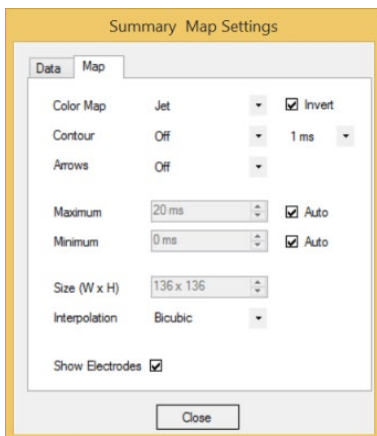 Summary Map Settings
Data Map
Color Map Jet Invert
Contour Off 1 ms
Arrows Off
Maximum 20 ms Auto
Minimum 0 ms Auto
Size (W x H) 136 x 136
Interpolation Bicubic
Show Electrodes
Close